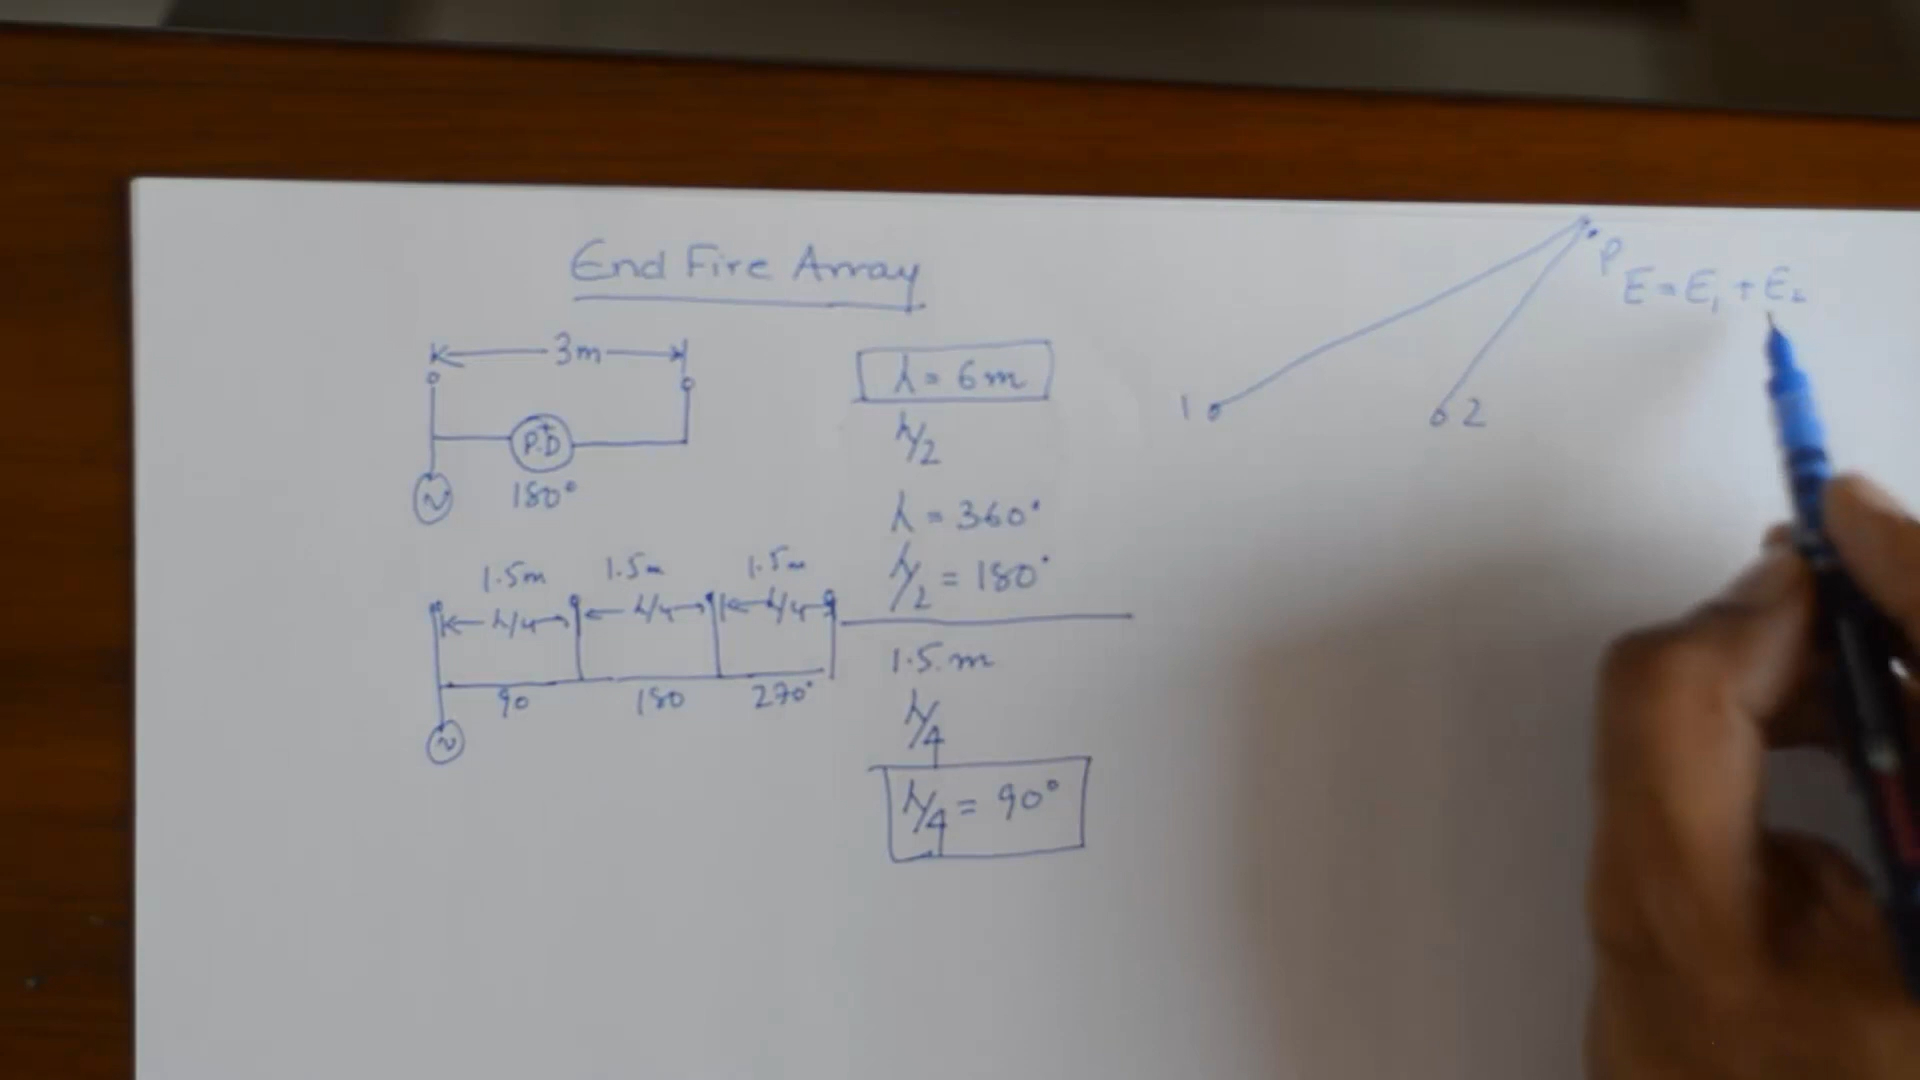 End Fire Array
3m
P.D
180°
λ = 6m
λ/2
λ = 360°
λ/2 = 180°
1.5m 1.5m 1.5m
λ/4 λ/4 λ/4
90 180 270°
1.5 m
λ/4
λ/4 = 90°
P
E = E₁ + E₂
1 2